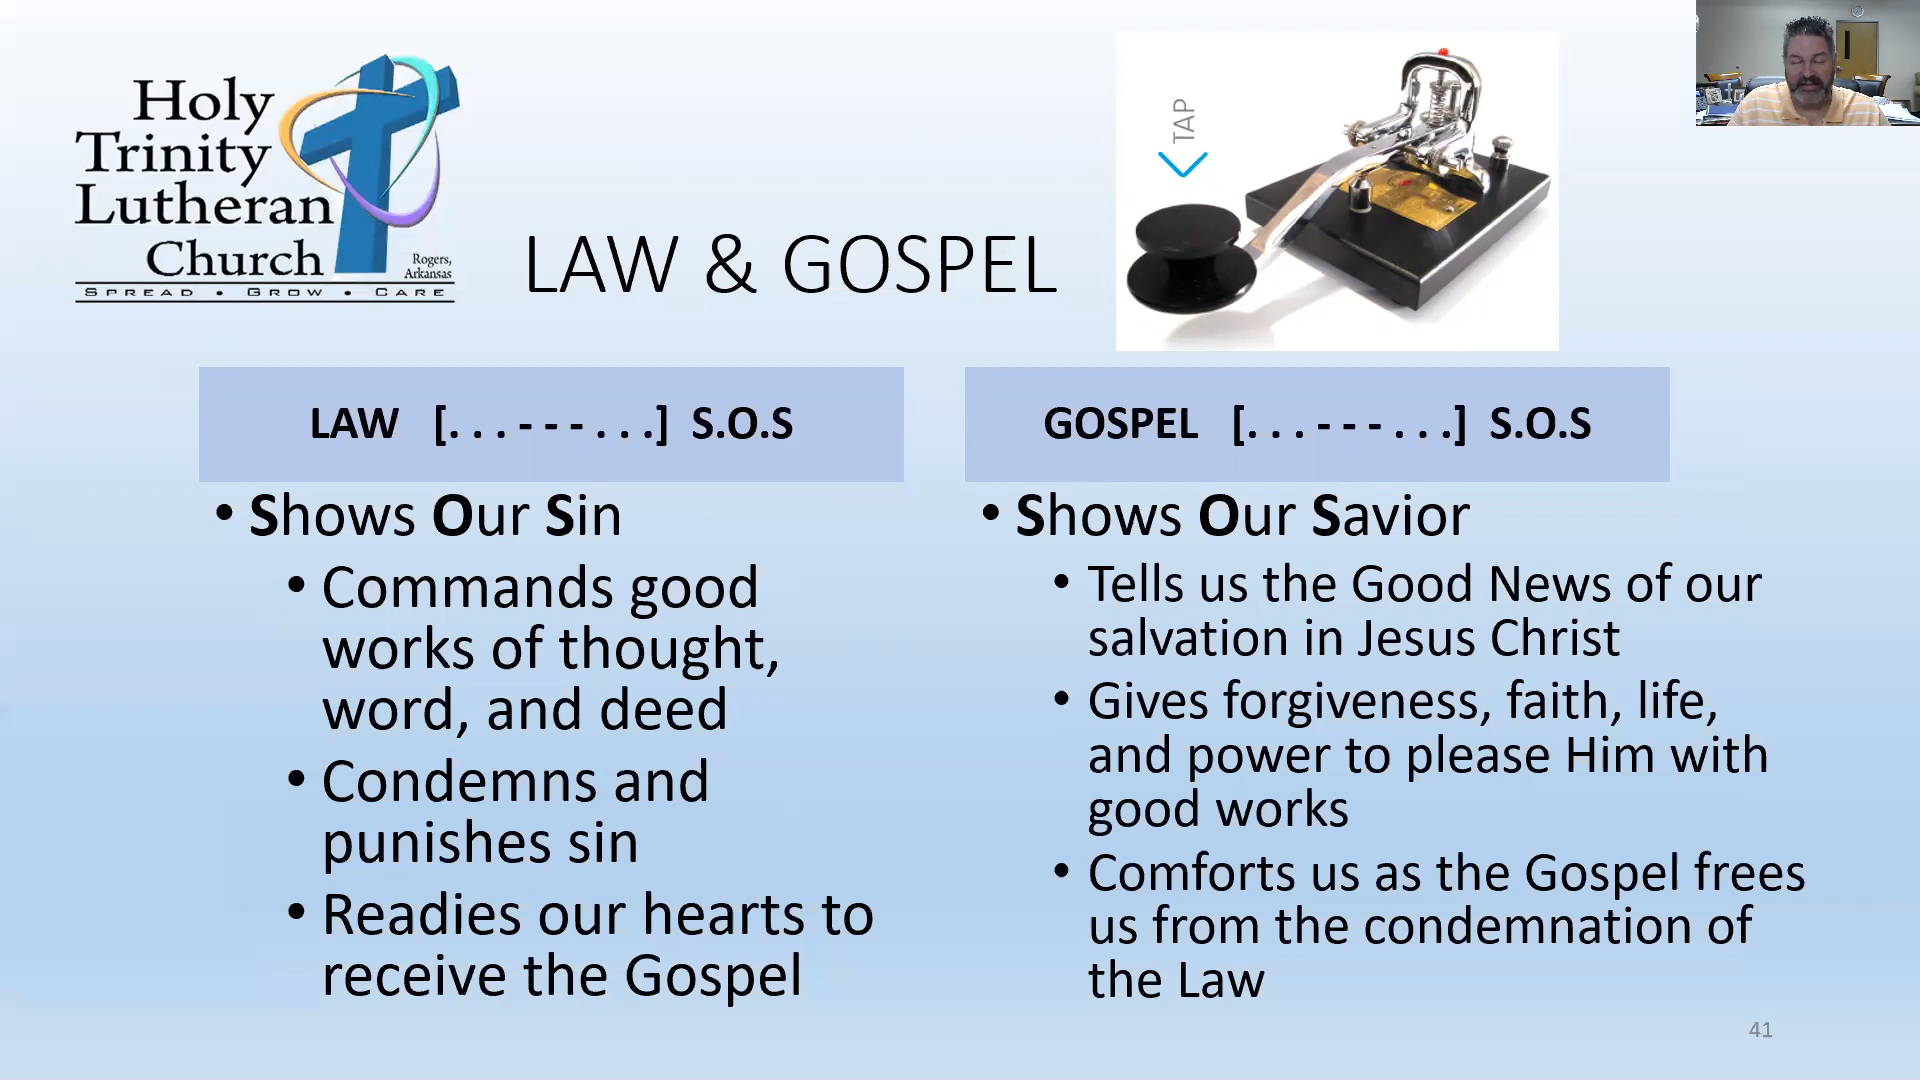 Holy
Trinity
Lutheran
Church
Rogers,
Arkansas
SPREAD • GROW • CARE
LAW & GOSPEL
TAP
LAW [. . . - - - . . .] S.O.S
• Shows Our Sin
• Commands good
works of thought,
word, and deed
• Condemns and
punishes sin
• Readies our hearts to
receive the Gospel
GOSPEL [. . . - - - . . .] S.O.S
• Shows Our Savior
• Tells us the Good News of our
salvation in Jesus Christ
• Gives forgiveness, faith, life,
and power to please Him with
good works
• Comforts us as the Gospel frees
us from the condemnation of
the Law
41